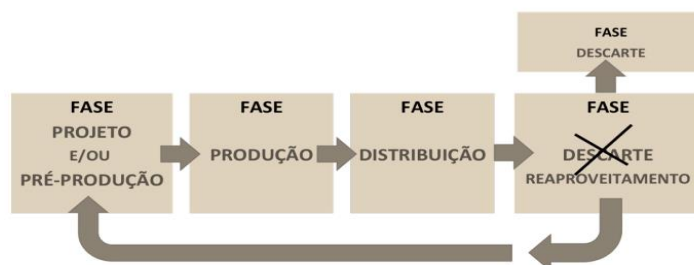 FASE
DESCARTE
FASE
PROJETO
E/OU
PRÉ-PRODUÇÃO
FASE
PRODUÇÃO
FASE
DISTRIBUIÇÃO
FASE
DESCARTE
REAPROVEITAMENTO